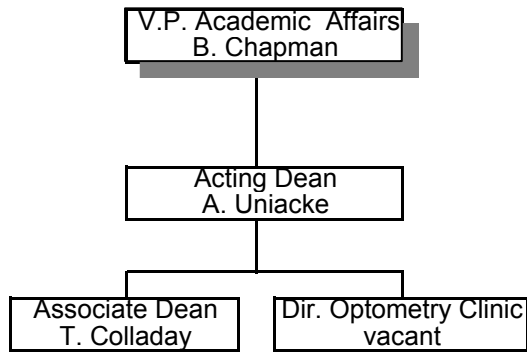 V.P. Academic Affairs
B. Chapman
Acting Dean
A. Uniacke
Associate Dean
T. Colladay
Dir. Optometry Clinic
vacant